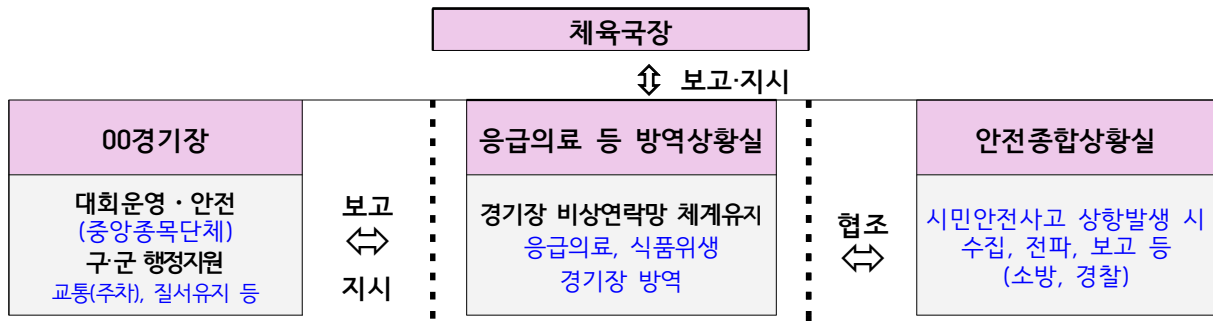 체육국장
보고·지시
00경기장
응급의료 등 방역상황실
안전종합상황실
대회운영·안전
(중앙종목단체)
구·군 행정지원
교통(주차), 질서유지 등
보고
지시
경기장 비상연락망 체계유지
응급의료, 식품위생
경기장 방역
협조
시민안전사고 상항발생 시
수집, 전파, 보고 등
(소방, 경찰)